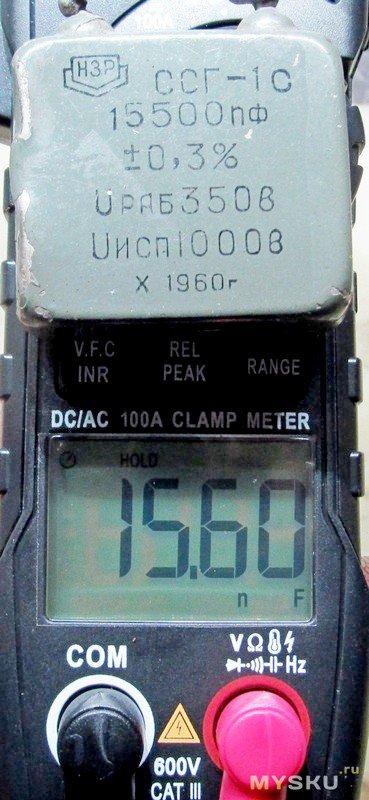 100A
НЗР
ССГ-1С
15500пФ
±0,3%
Uраб350в
Uисп1000в
X 1960г
V.F.C
INR
REL
PEAK
RANGE
DC/AC 100A CLAMP METER
HOLD
15.60
n F
COM
VΩ
Hz
600V
CAT III
MYSKU.ru